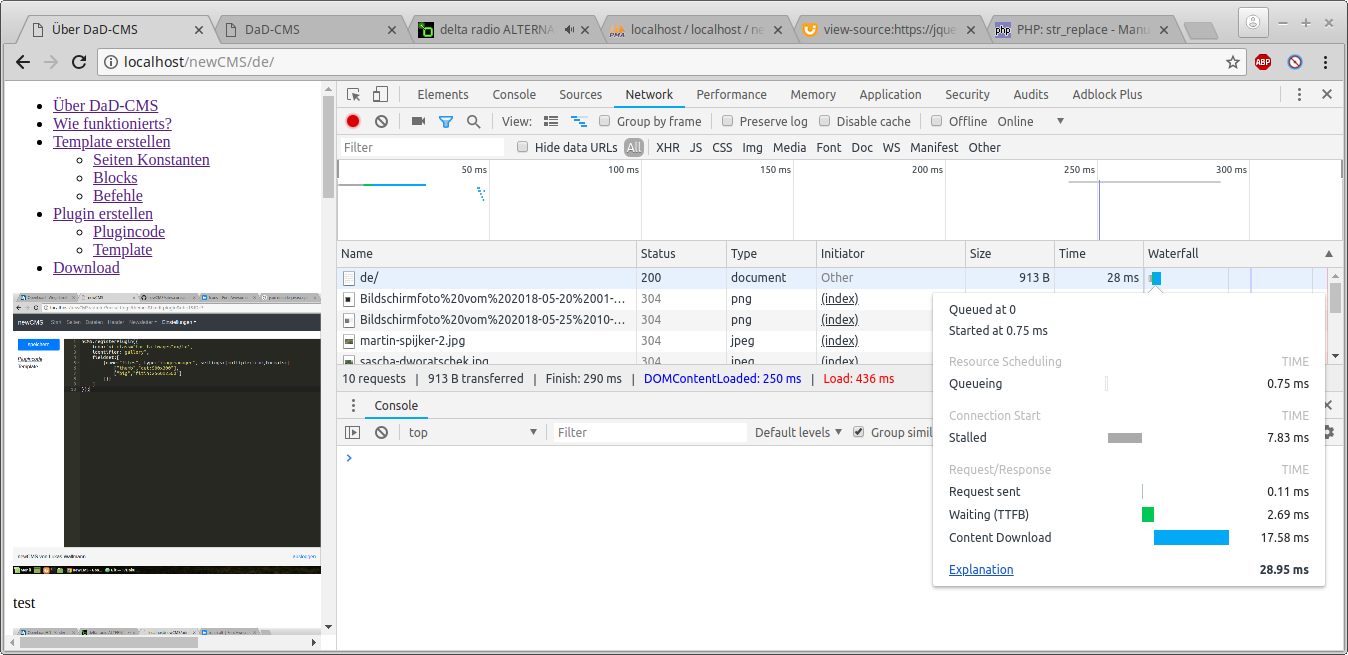 Über DaD-CMS
DaD-CMS
delta radio ALTERNA
localhost / localhost / ne
view-source:https://jque
PHP: str_replace - Manu
localhost/newCMS/de/
ABP
Über DaD-CMS
Wie funktionierts?
Template erstellen
Seiten Konstanten
Blocks
Befehle
Plugin erstellen
Plugincode
Template
Download
newCMS
speichern
Plugincode
Template
newCMS von Lukas Wallmann
test
Elements Console Sources Network Performance Memory Application Security Audits Adblock Plus
View: Group by frame Preserve log Disable cache Offline Online
Filter Hide data URLs All XHR JS CSS Img Media Font Doc WS Manifest Other
50 ms 100 ms 150 ms 200 ms 250 ms 300 ms
Name Status Type Initiator Size Time Waterfall
de/ 200 document Other 913 B 28 ms
Bildschirmfoto%20vom%202018-05-20%2001-... 304 png (index)
Bildschirmfoto%20vom%202018-05-25%2010-... 304 png (index)
martin-spijker-2.jpg 304 jpeg (index)
sascha-dworatschek.jpg 304 jpeg (index)
10 requests | 913 B transferred | Finish: 290 ms | DOMContentLoaded: 250 ms | Load: 436 ms
Console
top Filter Default levels Group simil
Queued at 0
Started at 0.75 ms
Resource Scheduling TIME
Queueing 0.75 ms
Connection Start TIME
Stalled 7.83 ms
Request/Response TIME
Request sent 0.11 ms
Waiting (TTFB) 2.69 ms
Content Download 17.58 ms
Explanation 28.95 ms